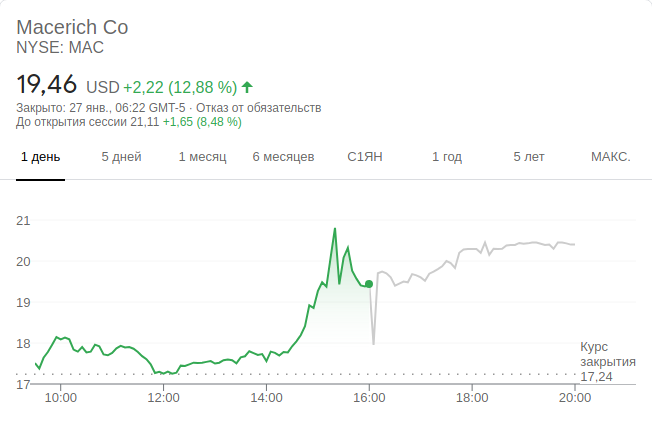 Macerich Co
NYSE: MAC
19,46 USD +2,22 (12,88 %)
Закрыто: 27 янв., 06:22 GMT-5 · Отказ от обязательств
До открытия сессии 21,11 +1,65 (8,48 %)
1 день 5 дней 1 месяц 6 месяцев С1ЯН 1 год 5 лет МАКС.
21
20
19
18
17
Курс
закрытия
17,24
10:00 12:00 14:00 16:00 18:00 20:00